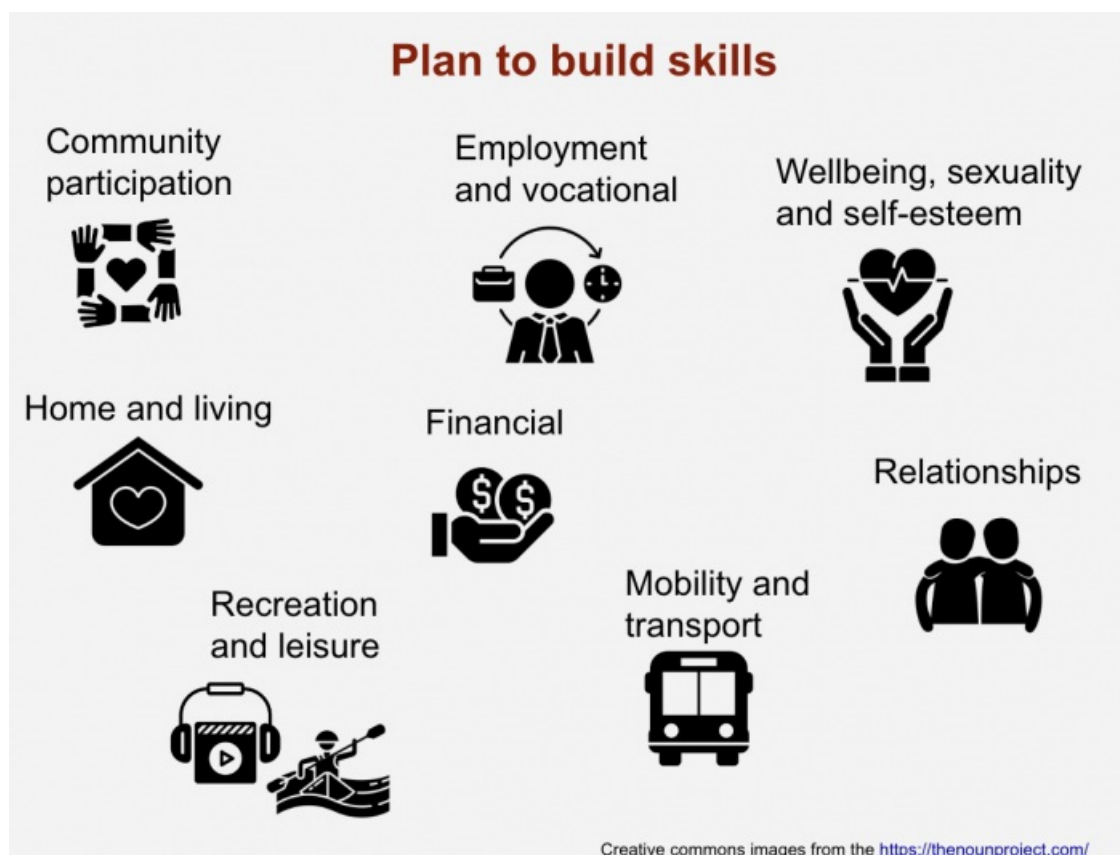 Plan to build skills
Community
participation
Employment
and vocational
Wellbeing, sexuality
and self-esteem
Home and living
Financial
$ $
Relationships
Recreation
and leisure
Mobility and
transport
Creative commons images from the https://thenounproject.com/